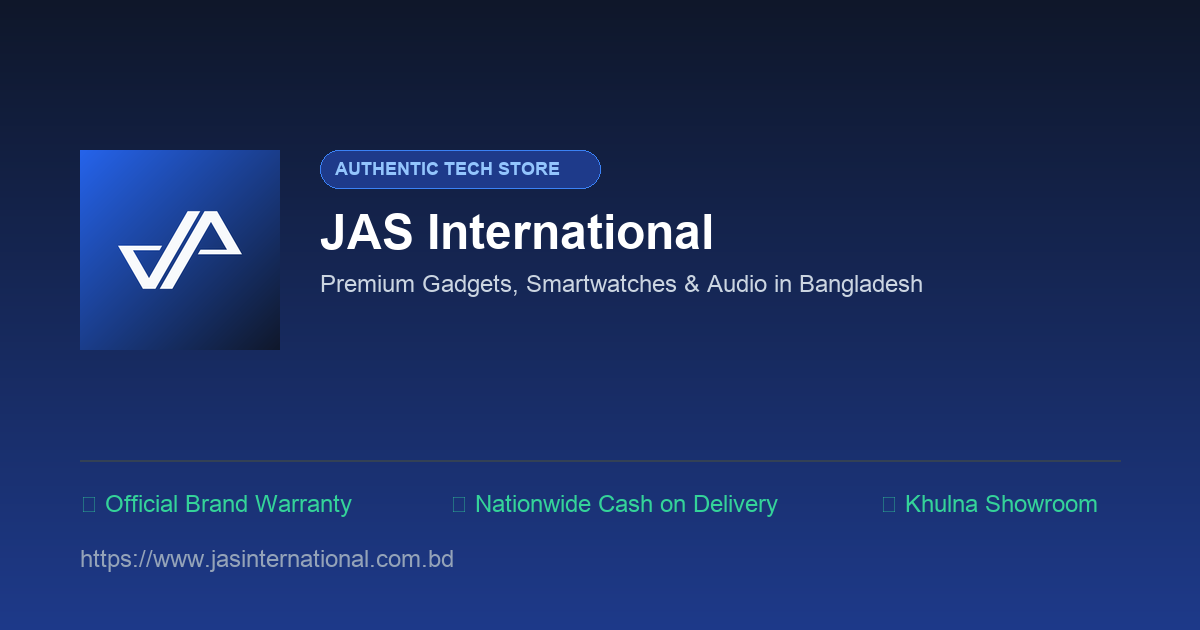 AUTHENTIC TECH STORE
JAS International
Premium Gadgets, Smartwatches & Audio in Bangladesh
Official Brand Warranty
Nationwide Cash on Delivery
Khulna Showroom
https://www.jasinternational.com.bd